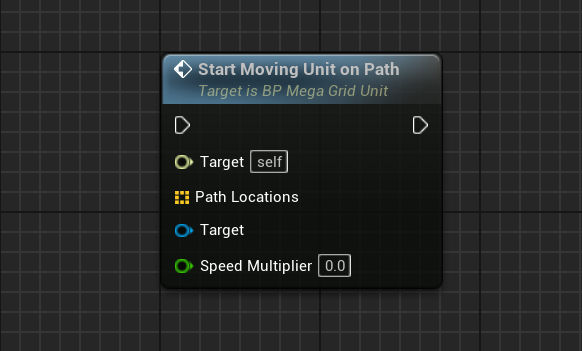 Start Moving Unit on Path
Target is BP Mega Grid Unit
Target self
Path Locations
Target
Speed Multiplier 0.0